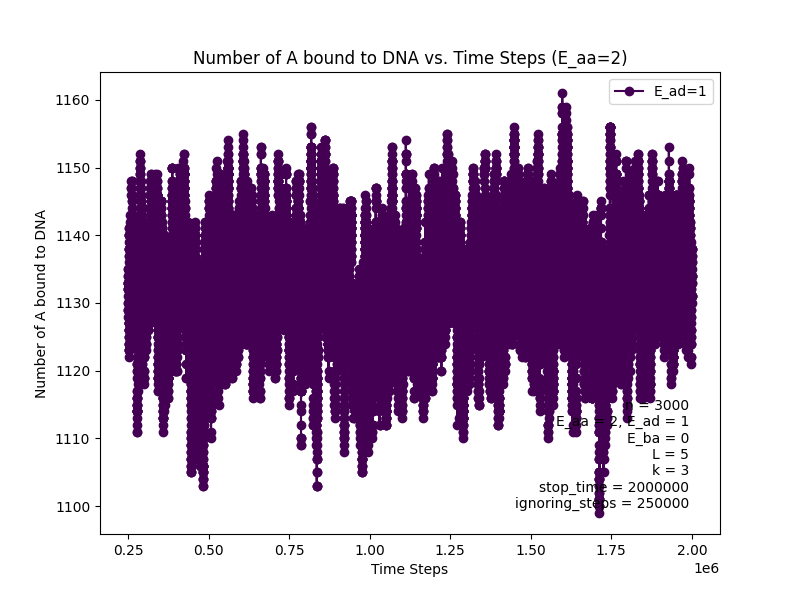 Number of A bound to DNA vs. Time Steps (E_aa=2)
E_ad=1
1160
1150
1140
1130
1120
1110
1100
Number of A bound to DNA
= 3000
E_aa = 2, E_ad = 1
E_ba = 0
L = 5
k = 3
stop_time = 2000000
ignoring_steps = 250000
0.25 0.50 0.75 1.00 1.25 1.50 1.75 2.00
1e6
Time Steps